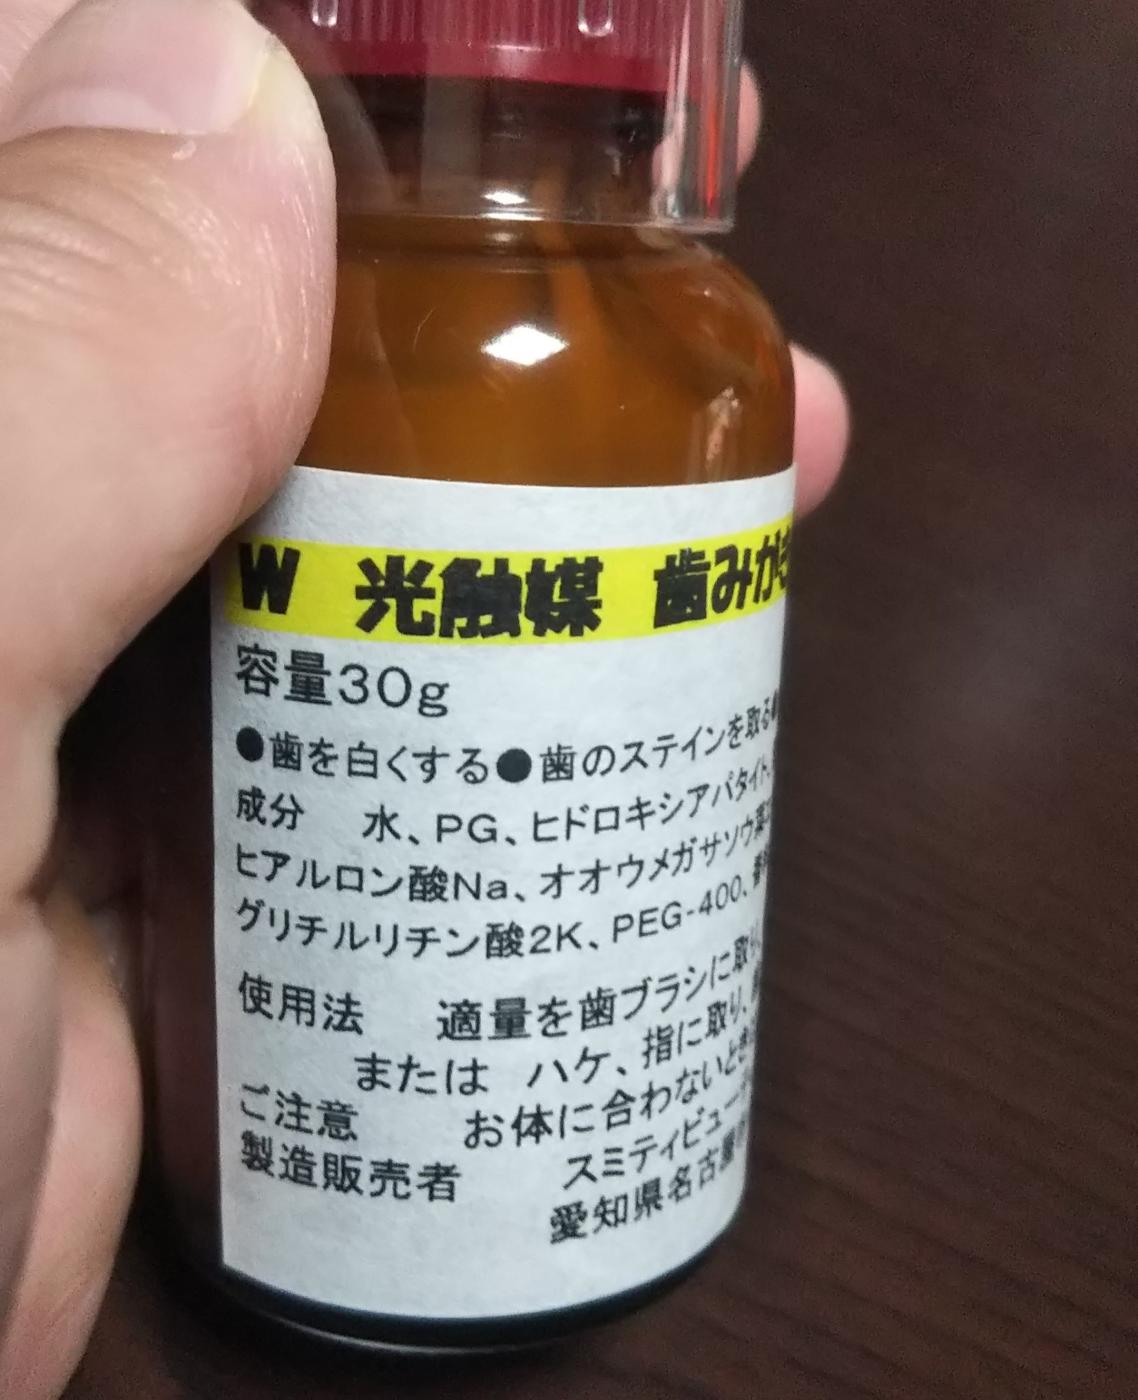 W 光触媒 歯みがき
容量30g
●歯を白くする●歯のステインを取る●
成分 水、PG、ヒドロキシアパタイト、
ヒアルロン酸Na、オオウメガサソウ葉エ
グリチルリチン酸2K、PEG-400、香
使用法 適量を歯ブラシに取り、
または ハケ、指に取り、
ご注意 お体に合わないとき
製造販売者 スミティビュー
愛知県名古屋